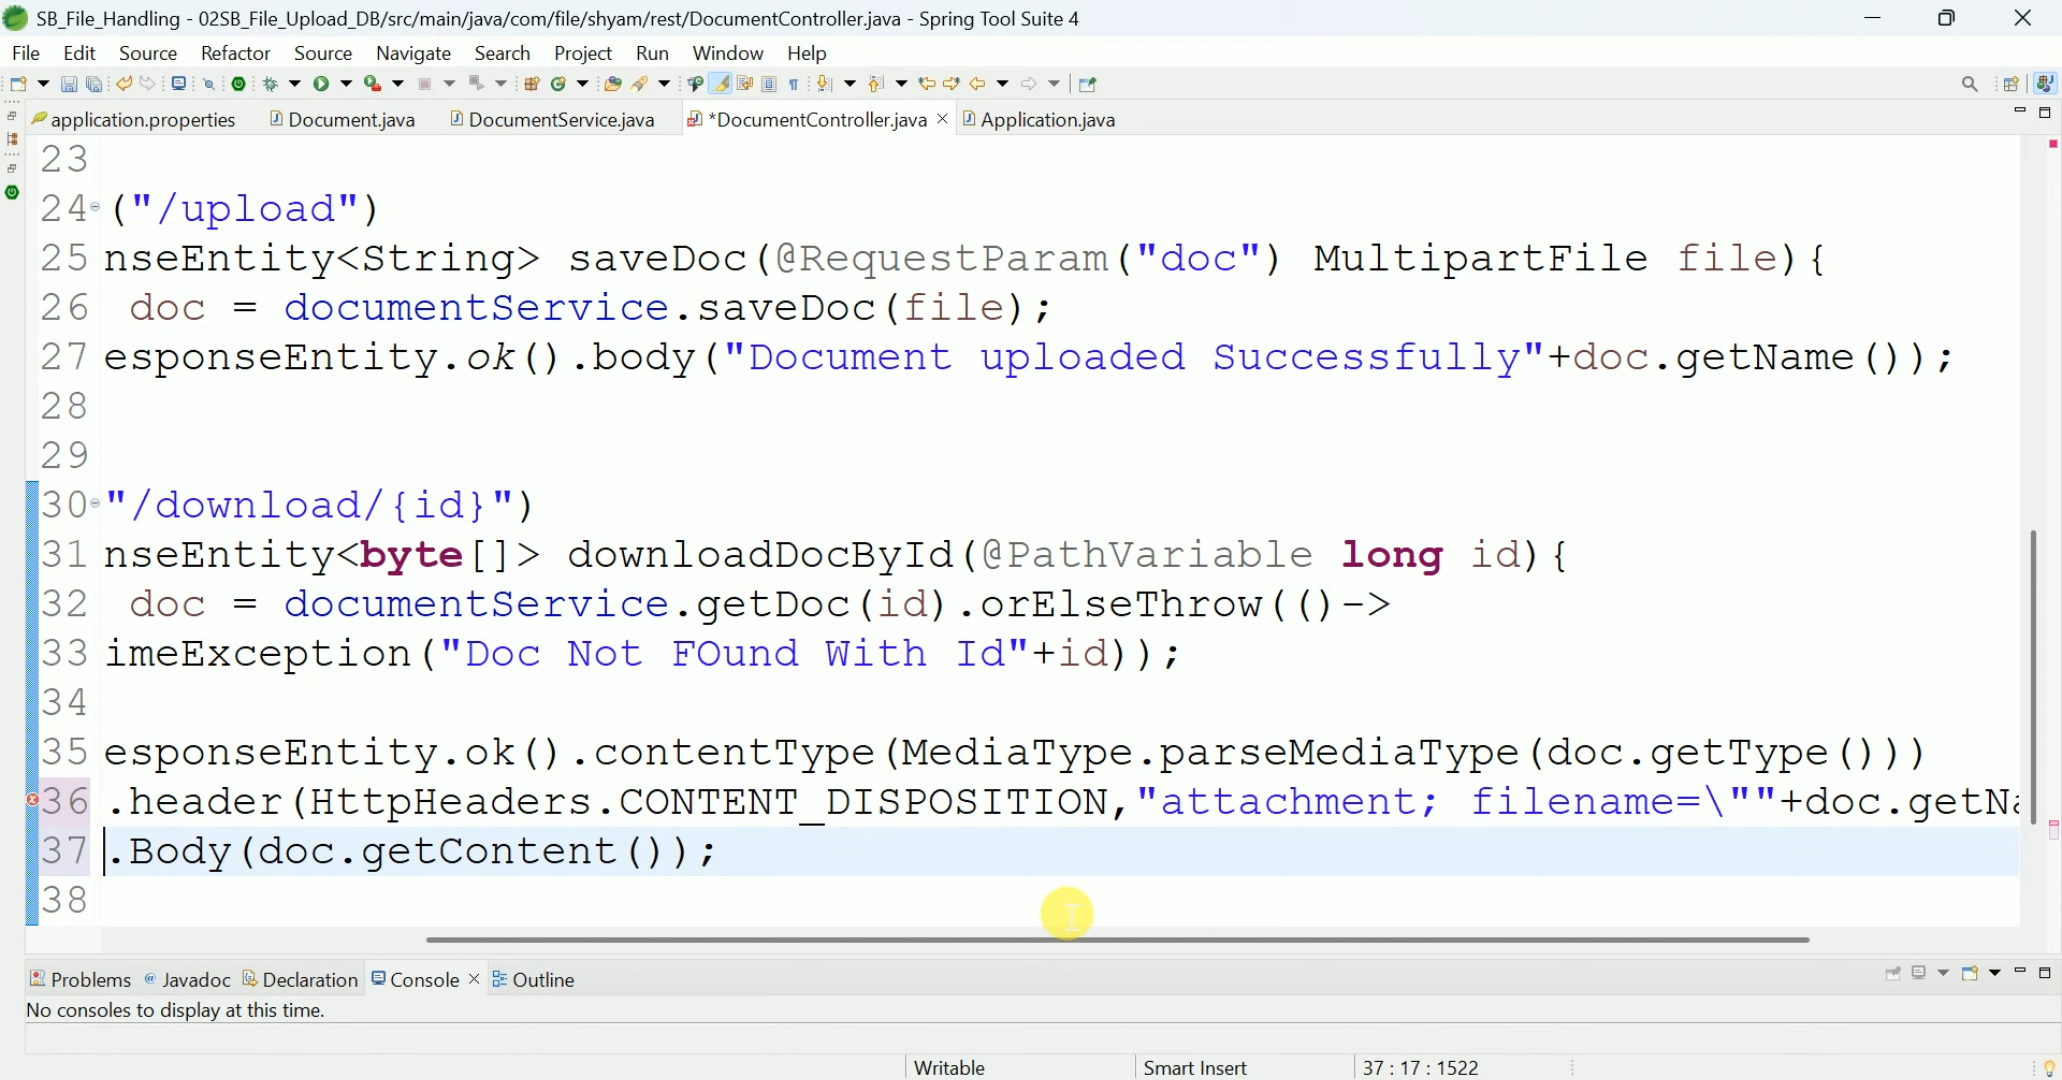 SB_File_Handling - 02SB_File_Upload_DB/src/main/java/com/file/shyam/rest/DocumentController.java - Spring Tool Suite 4
File Edit Source Refactor Source Navigate Search Project Run Window Help
application.properties Document.java DocumentService.java *DocumentController.java Application.java
23
24 ("/upload")
25 nseEntity<String> saveDoc(@RequestParam("doc") MultipartFile file){
26 doc = documentService.saveDoc(file);
27 esponseEntity.ok().body("Document uploaded Successfully"+doc.getName());
28
29
30 "/download/{id}")
31 nseEntity<byte[]> downloadDocById(@PathVariable long id){
32 doc = documentService.getDoc(id).orElseThrow(()->
33 imeException("Doc Not FOund With Id"+id));
34
35 esponseEntity.ok().contentType(MediaType.parseMediaType(doc.getType()))
36 .header(HttpHeaders.CONTENT_DISPOSITION,"attachment; filename=\""+doc.getNa
37 .Body(doc.getContent());
38
Problems Javadoc Declaration Console Outline
No consoles to display at this time.
Writable Smart Insert 37 : 17 : 1522